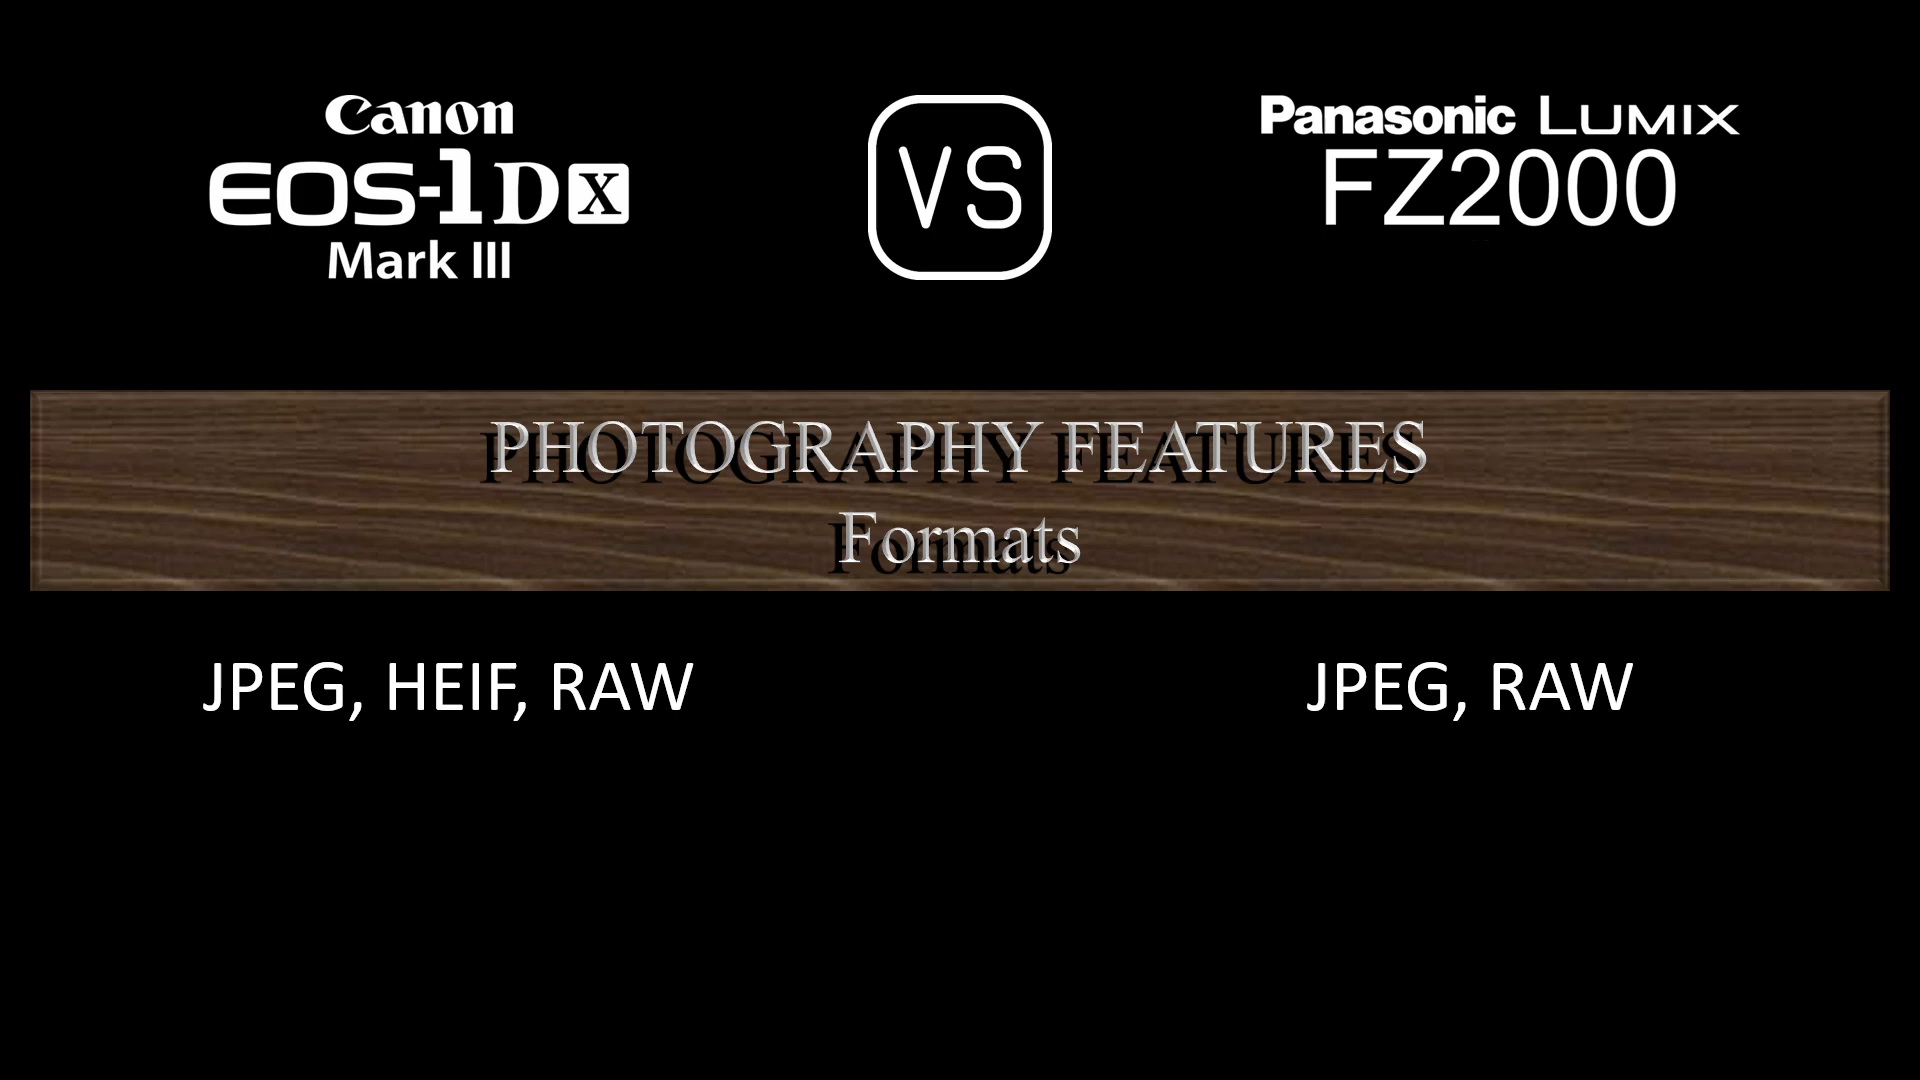 Canon
EOS-1D X
Mark III
VS
Panasonic LUMIX
FZ2000
PHOTOGRAPHY FEATURES
Formats
JPEG, HEIF, RAW
JPEG, RAW